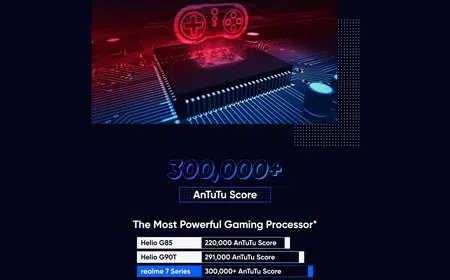 300,000+
AnTuTu Score
The Most Powerful Gaming Processor*
Helio G85 220,000 AnTuTu Score
Helio G90T 291,000 AnTuTu Score
realme 7 Series 300,000+ AnTuTu Score